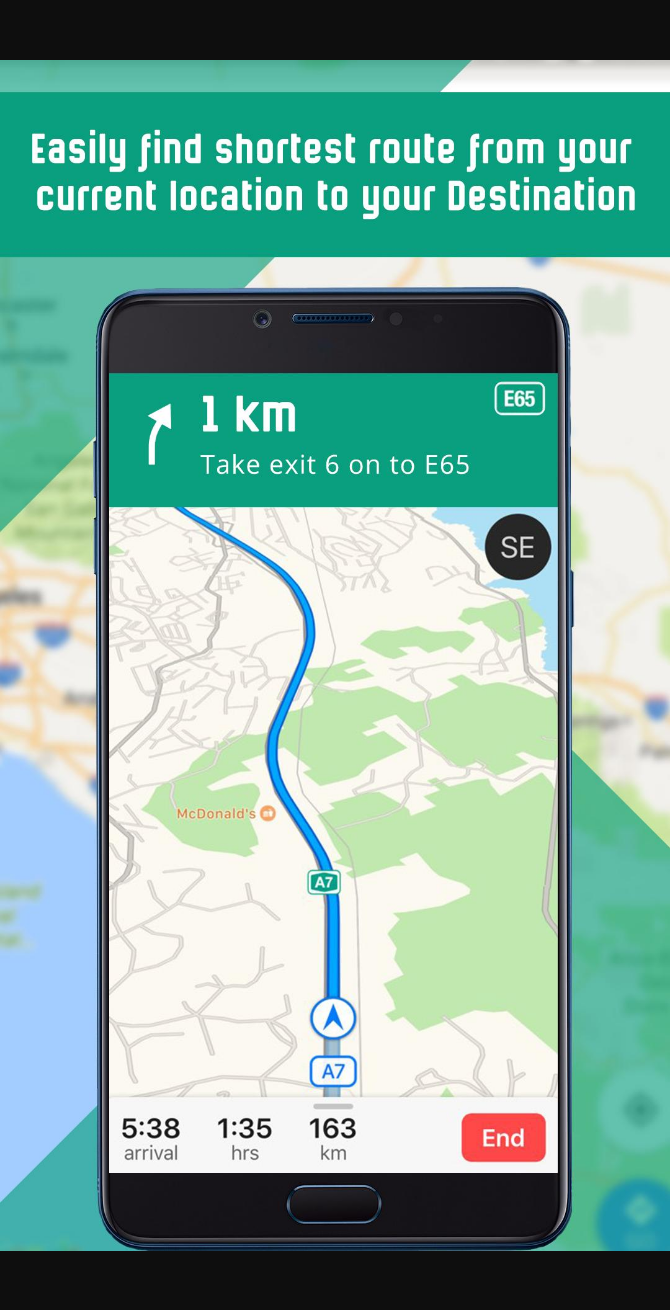 Easily find shortest route from your
current location to your Destination
1 km
E65
Take exit 6 on to E65
SE
McDonald's
A7
A7
5:38
1:35
163
arrival
hrs
km
End